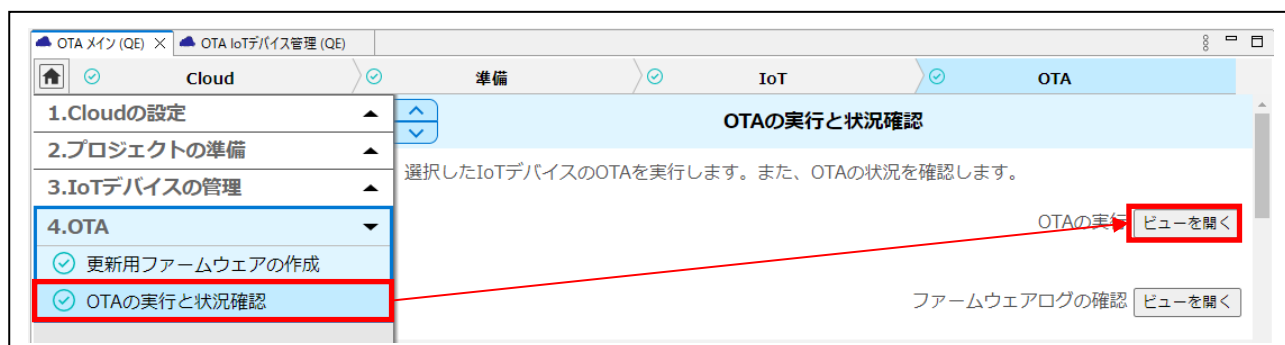 OTA メイン (QE)
OTA IoTデバイス管理 (QE)
Cloud
準備
IoT
OTA
1.Cloudの設定
2.プロジェクトの準備
3.IoTデバイスの管理
4.OTA
更新用ファームウェアの作成
OTAの実行と状況確認
OTAの実行と状況確認
選択したIoTデバイスのOTAを実行します。また、OTAの状況を確認します。
OTAの実行 ビューを開く
ファームウェアログの確認 ビューを開く